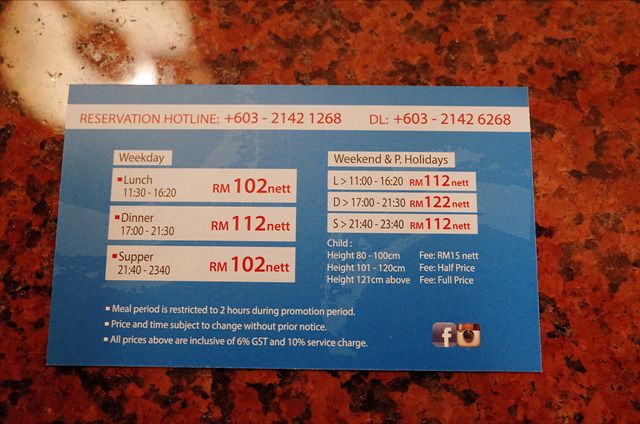 RESERVATION HOTLINE: +603 - 2142 1268 DL: +603 - 2142 6268
Weekday
Lunch
11:30 - 16:20 RM 102nett
Dinner
17:00 - 21:30 RM 112nett
Supper
21:40 - 2340 RM 102nett
Weekend & P. Holidays
L > 11:00 - 16:20 RM 112nett
D > 17:00 - 21:30 RM 122nett
S > 21:40 - 23:40 RM 112nett
Child :
Height 80 - 100cm Fee: RM15 nett
Height 101 - 120cm Fee: Half Price
Height 121cm above Fee: Full Price
Meal period is restricted to 2 hours during promotion period.
Price and time subject to change without prior notice.
All prices above are inclusive of 6% GST and 10% service charge.
f